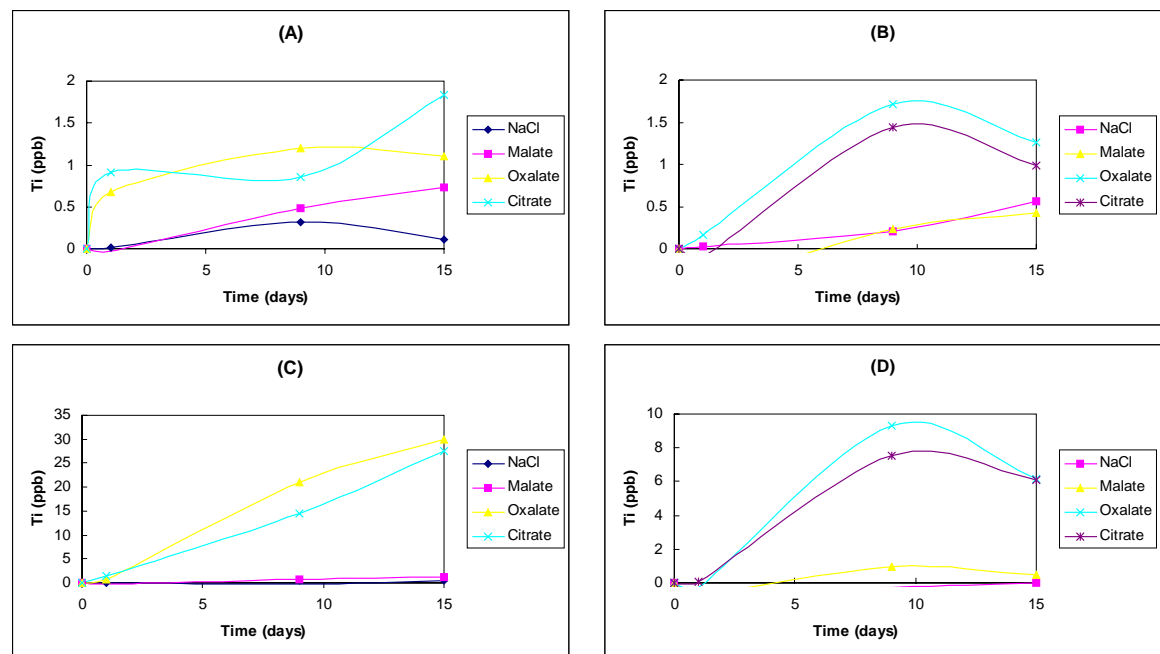 (A)
Ti (ppb)
2
1.5
1
0.5
0
0 5 10 15
Time (days)
NaCl
Malate
Oxalate
Citrate
(B)
Ti (ppb)
2
1.5
1
0.5
0
0 5 10 15
Time (days)
NaCl
Malate
Oxalate
Citrate
(C)
Ti (ppb)
35
30
25
20
15
10
5
0
0 5 10 15
Time (days)
NaCl
Malate
Oxalate
Citrate
(D)
Ti (ppb)
10
8
6
4
2
0
0 5 10 15
Time (days)
NaCl
Malate
Oxalate
Citrate